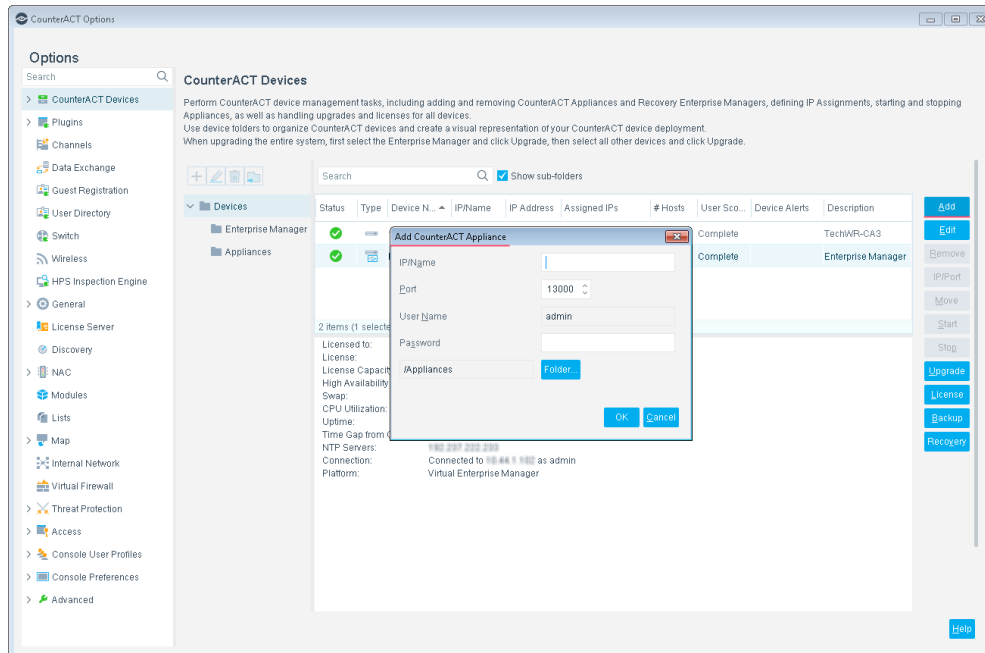 CounterACT Options
Options
Search
CounterACT Devices
Plugins
Channels
Data Exchange
Guest Registration
User Directory
Switch
Wireless
HPS Inspection Engine
General
License Server
Discovery
NAC
Modules
Lists
Map
Internal Network
Virtual Firewall
Threat Protection
Access
Console User Profiles
Console Preferences
Advanced
CounterACT Devices
Perform CounterACT device management tasks, including adding and removing CounterACT Appliances and Recovery Enterprise Managers, defining IP Assignments, starting and stopping
Appliances, as well as handling upgrades and licenses for all devices.
Use device folders to organize CounterACT devices and create a visual representation of your CounterACT device deployment.
When upgrading the entire system, first select the Enterprise Manager and click Upgrade, then select all other devices and click Upgrade.
Search
Show sub-folders
Devices
Enterprise Manager
Appliances
Status Type Device N... IP/Name IP Address Assigned IPs # Hosts User Sco... Device Alerts Description
Complete TechWR-CA3
Complete Enterprise Manager
2 items (1 selecte
Licensed to:
License:
License Capacit
High Availability
Swap:
CPU Utilization:
Uptime:
Time Gap from
NTP Servers:
Connection: Connected to as admin
Platform: Virtual Enterprise Manager
Add CounterACT Appliance
IP/Name
Port 13000
User Name admin
Password
/Appliances Folder...
OK Cancel
Add
Edit
Remove
IP/Port
Move
Start
Stop
Upgrade
License
Backup
Recovery
Help